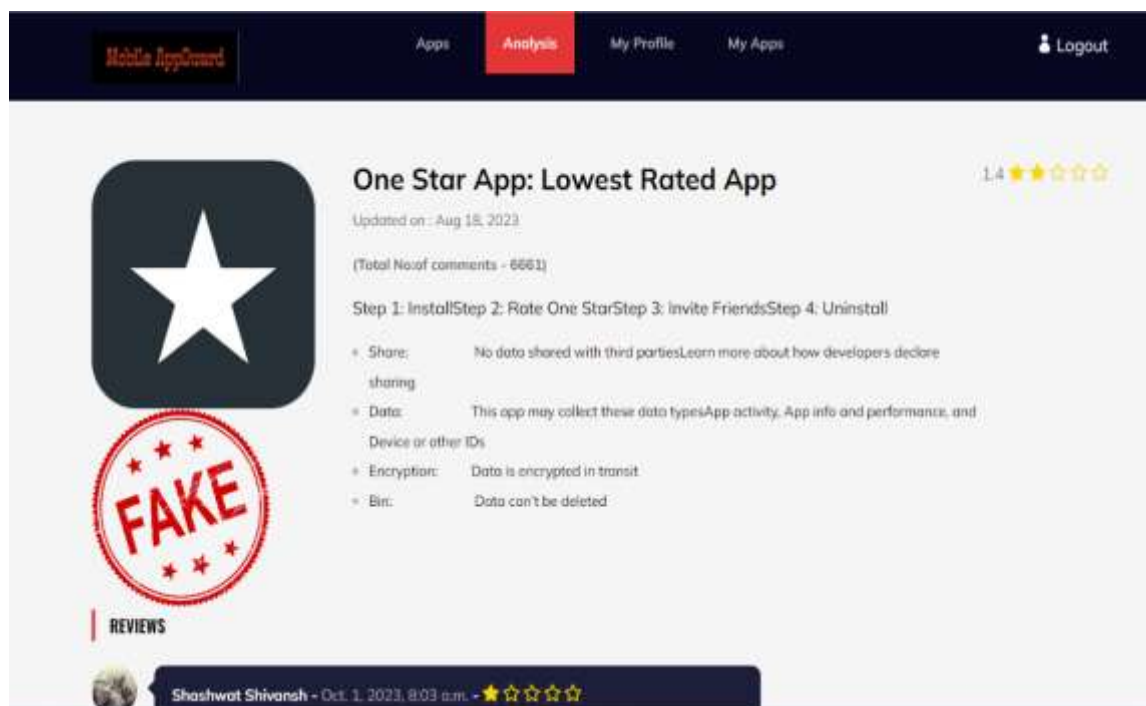 Mobile AppGuard
Apps
Analysis
My Profile
My Apps
Logout
One Star App: Lowest Rated App
1.4
Updated on : Aug 18, 2023
(Total No:of comments - 6661)
Step 1: InstallStep 2: Rate One StarStep 3: Invite FriendsStep 4: Uninstall
Share: No data shared with third partiesLearn more about how developers declare
sharing
Data: This app may collect these data typesApp activity, App info and performance, and
Device or other IDs
Encryption: Data is encrypted in transit
Bin: Data can't be deleted
FAKE
REVIEWS
Shashwat Shivansh - Oct. 1, 2023, 8:03 a.m. -